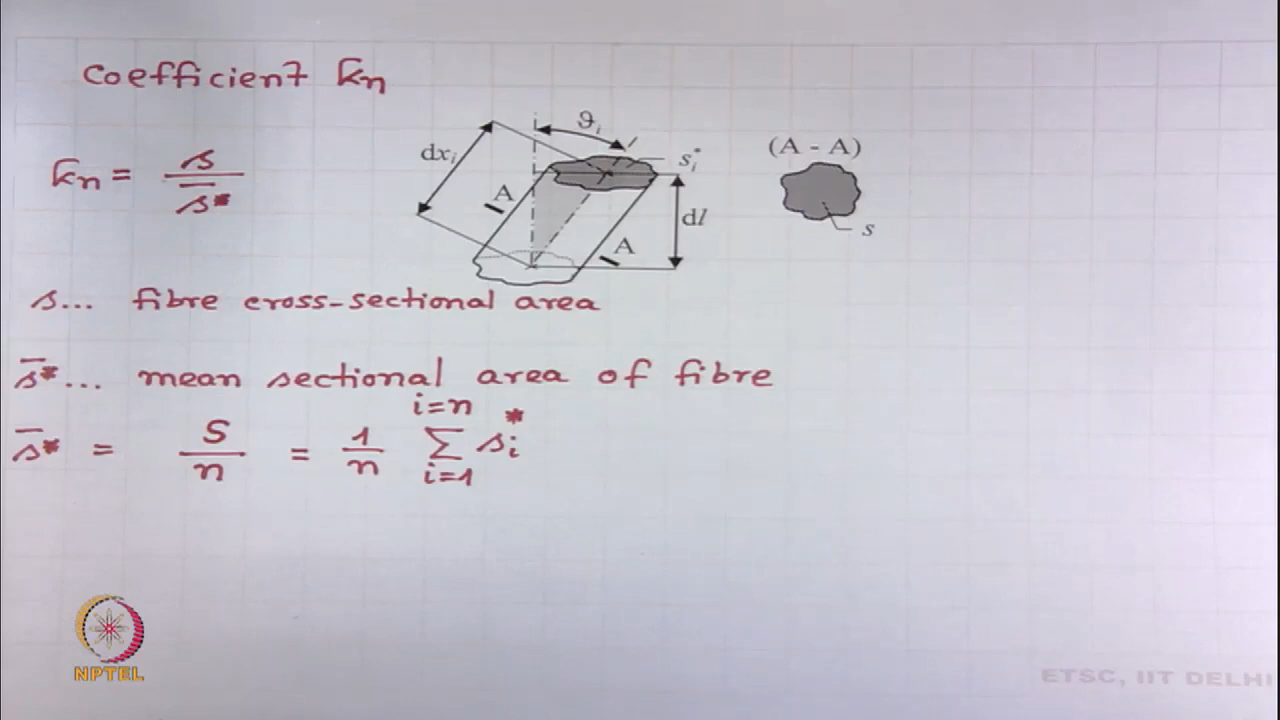 coefficient kn
kn = s / s̄*
dxᵢ
ϑᵢ
sᵢ*
A
A
dl
(A - A)
s
s... fibre cross-sectional area
s̄*... mean sectional area of fibre
s̄* = S/n = 1/n Σ (i=1 to i=n) sᵢ*
NPTEL
ETSC, IIT DELHI